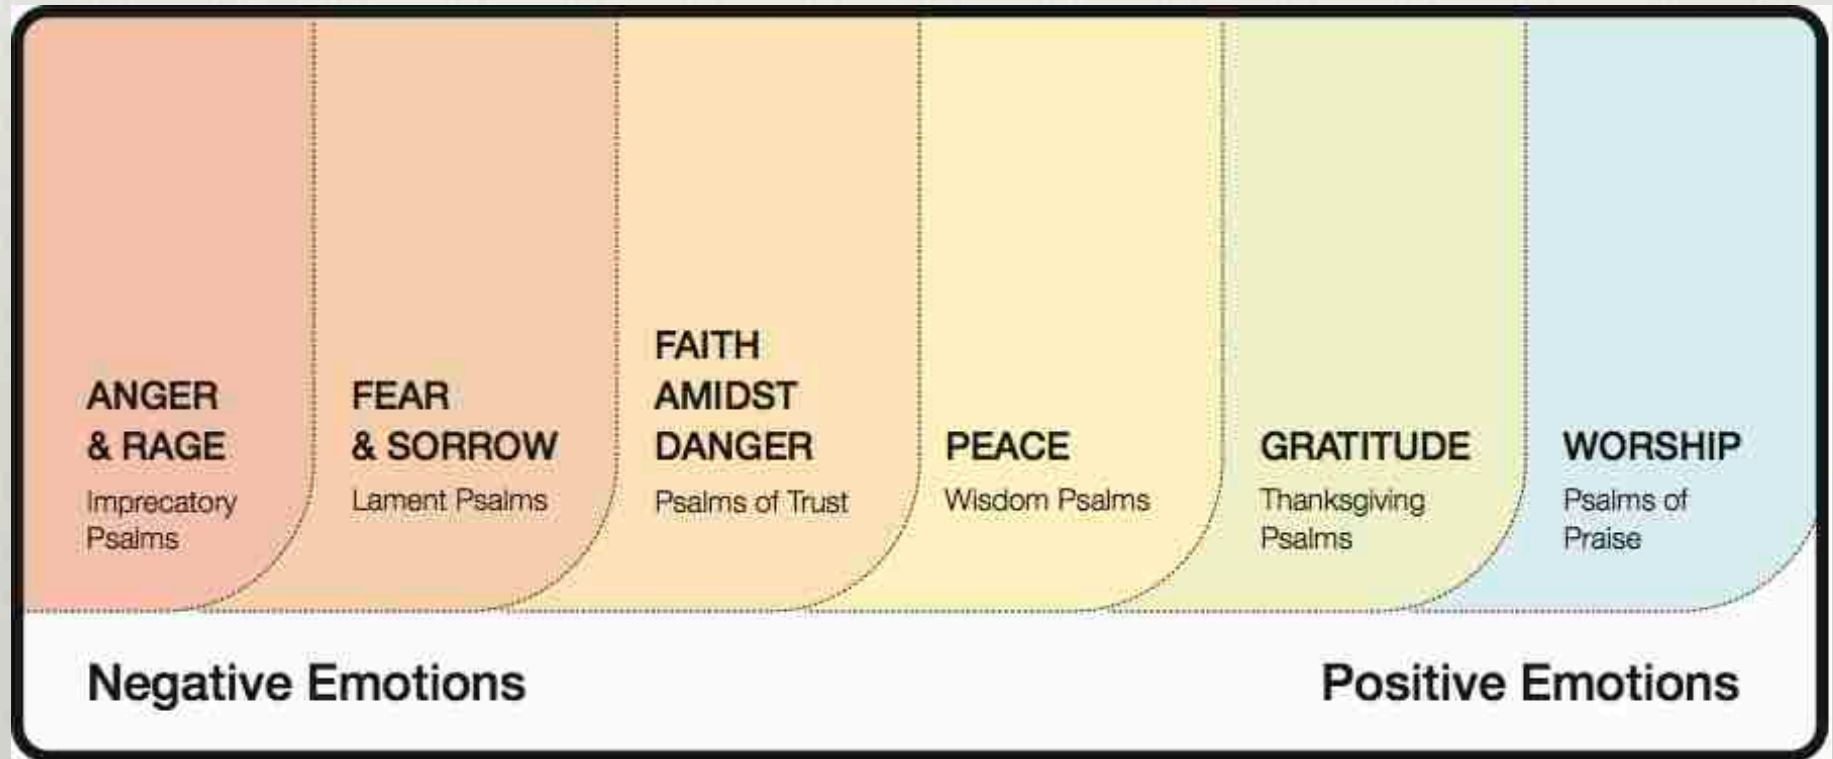 ANGER
& RAGE
Imprecatory
Psalms
FEAR
& SORROW
Lament Psalms
FAITH
AMIDST
DANGER
Psalms of Trust
PEACE
Wisdom Psalms
GRATITUDE
Thanksgiving
Psalms
WORSHIP
Psalms of
Praise
Negative Emotions
Positive Emotions